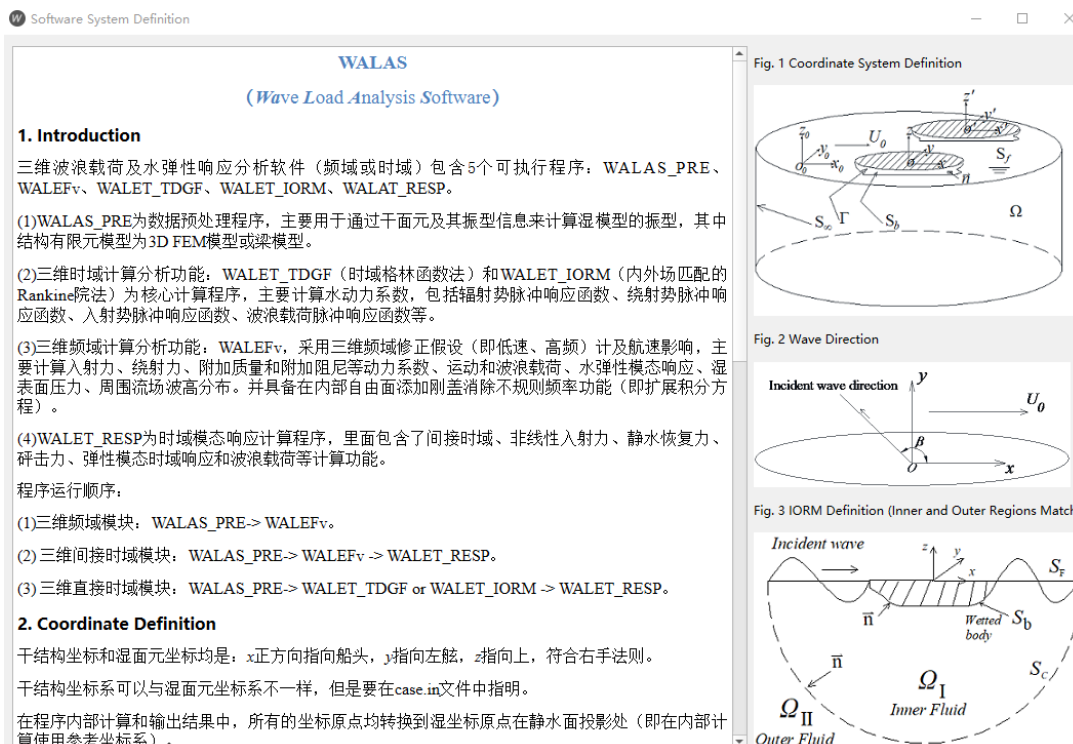 Software System Definition
WALAS
(Wave Load Analysis Software)
1. Introduction
三维波浪载荷及水弹性响应分析软件（频域或时域）包含5个可执行程序：WALAS_PRE、
WALEFv、WALET_TDGF、WALET_IORM、WALAT_RESP。
(1)WALAS_PRE为数据预处理程序，主要用于通过干面元及其振型信息来计算湿模型的振型，其中
结构有限元模型为3D FEM模型或梁模型。
(2)三维时域计算分析功能：WALET_TDGF（时域格林函数法）和WALET_IORM（内外场匹配的
Rankine院法）为核心计算程序，主要计算水动力系数，包括辐射势脉冲响应函数、绕射势脉冲响
应函数、入射势脉冲响应函数、波浪载荷脉冲响应函数等。
(3)三维频域计算分析功能：WALEFv，采用三维频域修正假设（即低速、高频）计及航速影响，主
要计算入射力、绕射力、附加质量和附加阻尼等动力系数、运动和波浪载荷、水弹性模态响应、湿
表面压力、周围流场波高分布。并具备在内部自由面添加刚盖消除不规则频率功能（即扩展积分方
程）。
(4)WALET_RESP为时域模态响应计算程序，里面包含了间接时域、非线性入射力、静水恢复力、
砰击力、弹性模态时域响应和波浪载荷等计算功能。
程序运行顺序：
(1)三维频域模块：WALAS_PRE-> WALEFv。
(2) 三维间接时域模块：WALAS_PRE-> WALEFv -> WALET_RESP。
(3) 三维直接时域模块：WALAS_PRE-> WALET_TDGF or WALET_IORM -> WALET_RESP。
2. Coordinate Definition
干结构坐标和湿面元坐标均是：x正方向指向船头，y指向左舷，z指向上，符合右手法则。
干结构坐标系可以与湿面元坐标系不一样，但是要在case.in文件中指明。
在程序内部计算和输出结果中，所有的坐标原点均转换到湿坐标原点在静水面投影处（即在内部计
算使用参考坐标系）。
Fig. 1 Coordinate System Definition
z′
y′
x′
o′
z₀
y₀
x₀
o₀
U₀
z
y
x
o
n
S_f
S_∞
Γ
S_b
Ω
Fig. 2 Wave Direction
Incident wave direction
y
U₀
β
O
x
Fig. 3 IORM Definition (Inner and Outer Regions Match
Incident wave
z
y
x
S_F
n
Wetted
body
S_b
n
S_C
Ω_I
Inner Fluid
Ω_II
Outer Fluid